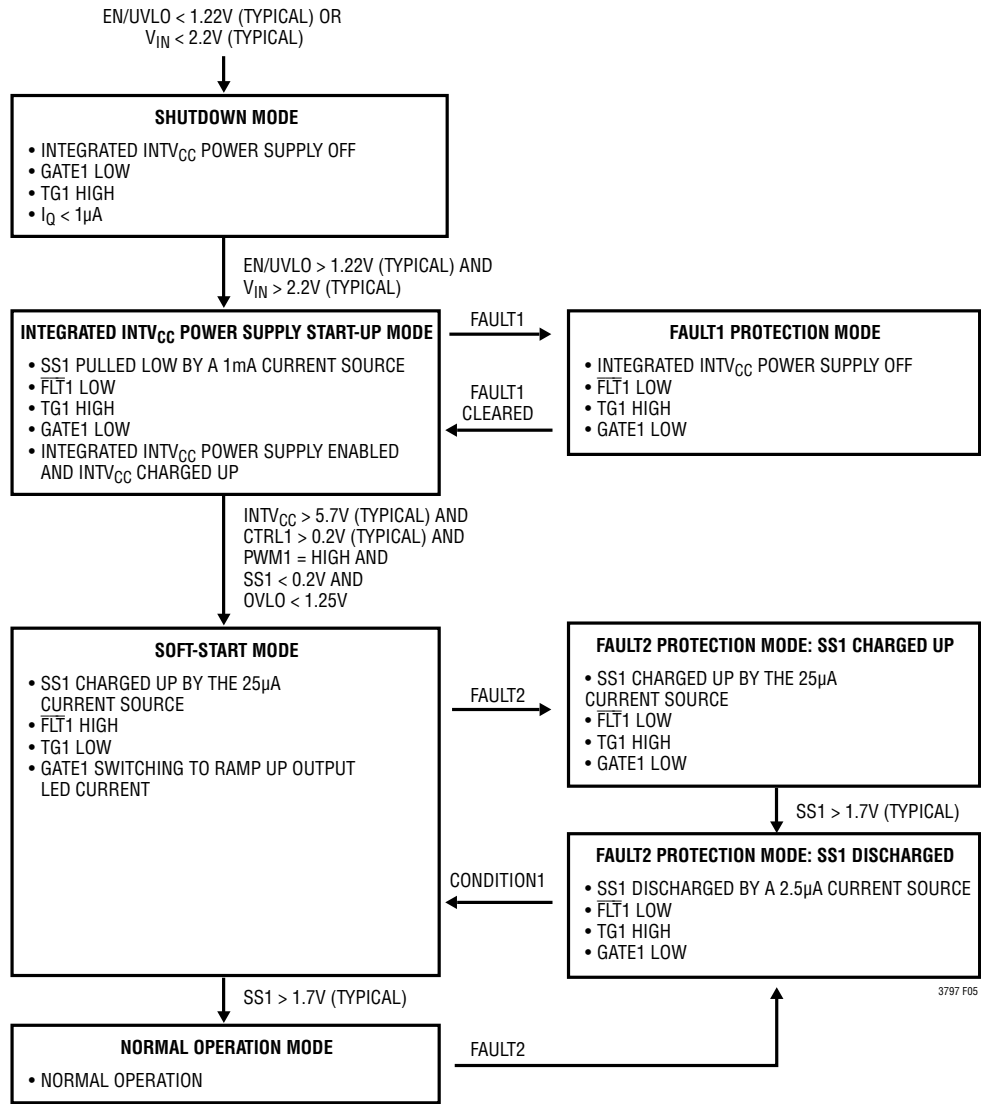 EN/UVLO < 1.22V (TYPICAL) OR
VIN < 2.2V (TYPICAL)
SHUTDOWN MODE
• INTEGRATED INTVCC POWER SUPPLY OFF
• GATE1 LOW
• TG1 HIGH
• IQ < 1µA
EN/UVLO > 1.22V (TYPICAL) AND
VIN > 2.2V (TYPICAL)
INTEGRATED INTVCC POWER SUPPLY START-UP MODE
• SS1 PULLED LOW BY A 1mA CURRENT SOURCE
• F̅L̅T̅1 LOW
• TG1 HIGH
• GATE1 LOW
• INTEGRATED INTVCC POWER SUPPLY ENABLED
AND INTVCC CHARGED UP
FAULT1
FAULT1
CLEARED
FAULT1 PROTECTION MODE
• INTEGRATED INTVCC POWER SUPPLY OFF
• F̅L̅T̅1 LOW
• TG1 HIGH
• GATE1 LOW
INTVCC > 5.7V (TYPICAL) AND
CTRL1 > 0.2V (TYPICAL) AND
PWM1 = HIGH AND
SS1 < 0.2V AND
OVLO < 1.25V
SOFT-START MODE
• SS1 CHARGED UP BY THE 25µA
CURRENT SOURCE
• F̅L̅T̅1 HIGH
• TG1 LOW
• GATE1 SWITCHING TO RAMP UP OUTPUT
LED CURRENT
FAULT2
FAULT2 PROTECTION MODE: SS1 CHARGED UP
• SS1 CHARGED UP BY THE 25µA
CURRENT SOURCE
• F̅L̅T̅1 LOW
• TG1 HIGH
• GATE1 LOW
SS1 > 1.7V (TYPICAL)
CONDITION1
FAULT2 PROTECTION MODE: SS1 DISCHARGED
• SS1 DISCHARGED BY A 2.5µA CURRENT SOURCE
• F̅L̅T̅1 LOW
• TG1 HIGH
• GATE1 LOW
3797 F05
SS1 > 1.7V (TYPICAL)
NORMAL OPERATION MODE
• NORMAL OPERATION
FAULT2